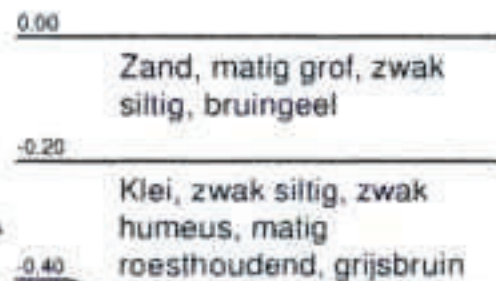 0.00
Zand, matig grof, zwak
siltig, bruingeel
-0.20
Klei, zwak siltig, zwak
humeus, matig
-0.40 roesthoudend, grijsbruin